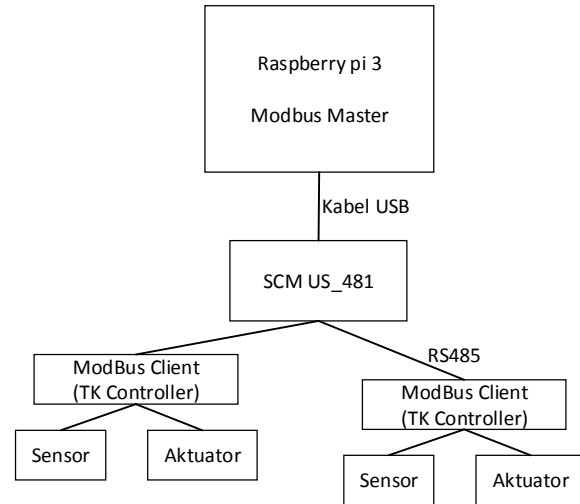 Raspberry pi 3
Modbus Master
Kabel USB
SCM US_481
RS485
ModBus Client
(TK Controller)
ModBus Client
(TK Controller)
Sensor
Aktuator
Sensor
Aktuator